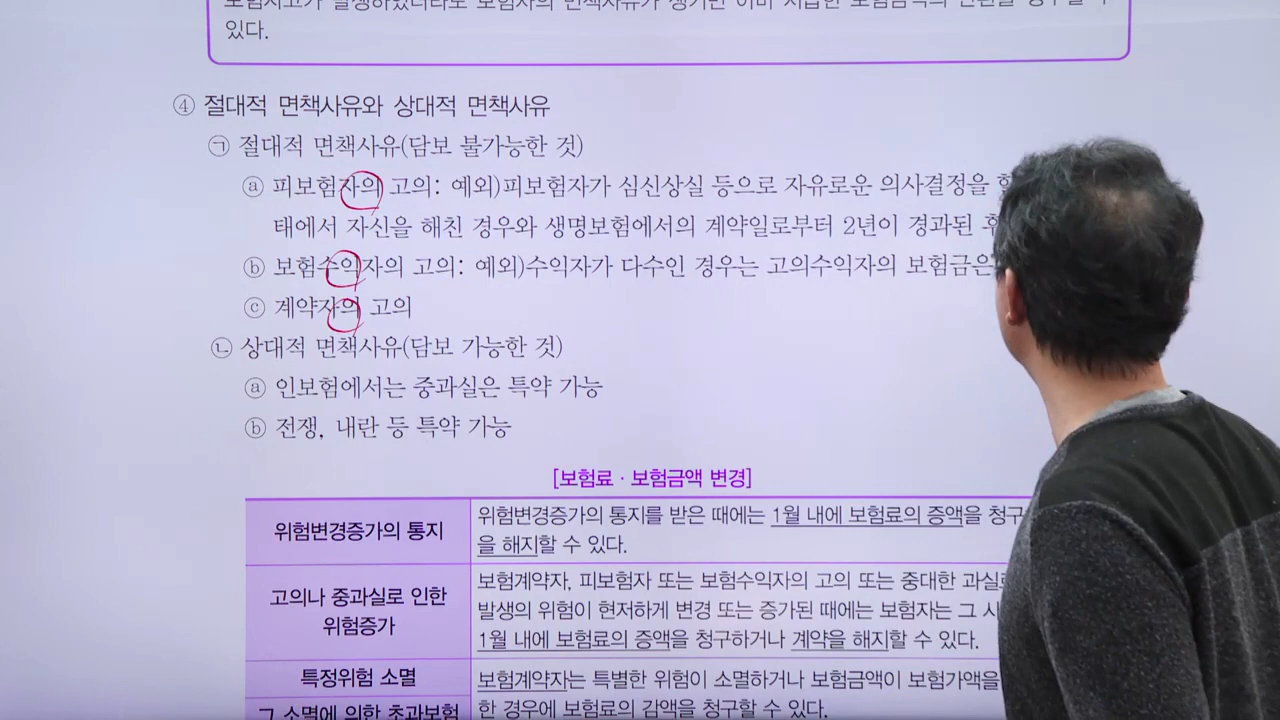 있다.
④ 절대적 면책사유와 상대적 면책사유
㉠ 절대적 면책사유(담보 불가능한 것)
ⓐ 피보험자의 고의: 예외)피보험자가 심신상실 등으로 자유로운 의사결정을 할
태에서 자신을 해친 경우와 생명보험에서의 계약일로부터 2년이 경과된 후
ⓑ 보험수익자의 고의: 예외)수익자가 다수인 경우는 고의수익자의 보험금은
ⓒ 계약자의 고의
㉡ 상대적 면책사유(담보 가능한 것)
ⓐ 인보험에서는 중과실은 특약 가능
ⓑ 전쟁, 내란 등 특약 가능
[보험료 · 보험금액 변경]
위험변경증가의 통지
위험변경증가의 통지를 받은 때에는 1월 내에 보험료의 증액을 청구
을 해지할 수 있다.
고의나 중과실로 인한
위험증가
보험계약자, 피보험자 또는 보험수익자의 고의 또는 중대한 과실로
발생의 위험이 현저하게 변경 또는 증가된 때에는 보험자는 그 사
1월 내에 보험료의 증액을 청구하거나 계약을 해지할 수 있다.
특정위험 소멸
그 소멸에 의한 초과보험
보험계약자는 특별한 위험이 소멸하거나 보험금액이 보험가액을
한 경우에 보험료의 감액을 청구할 수 있다.